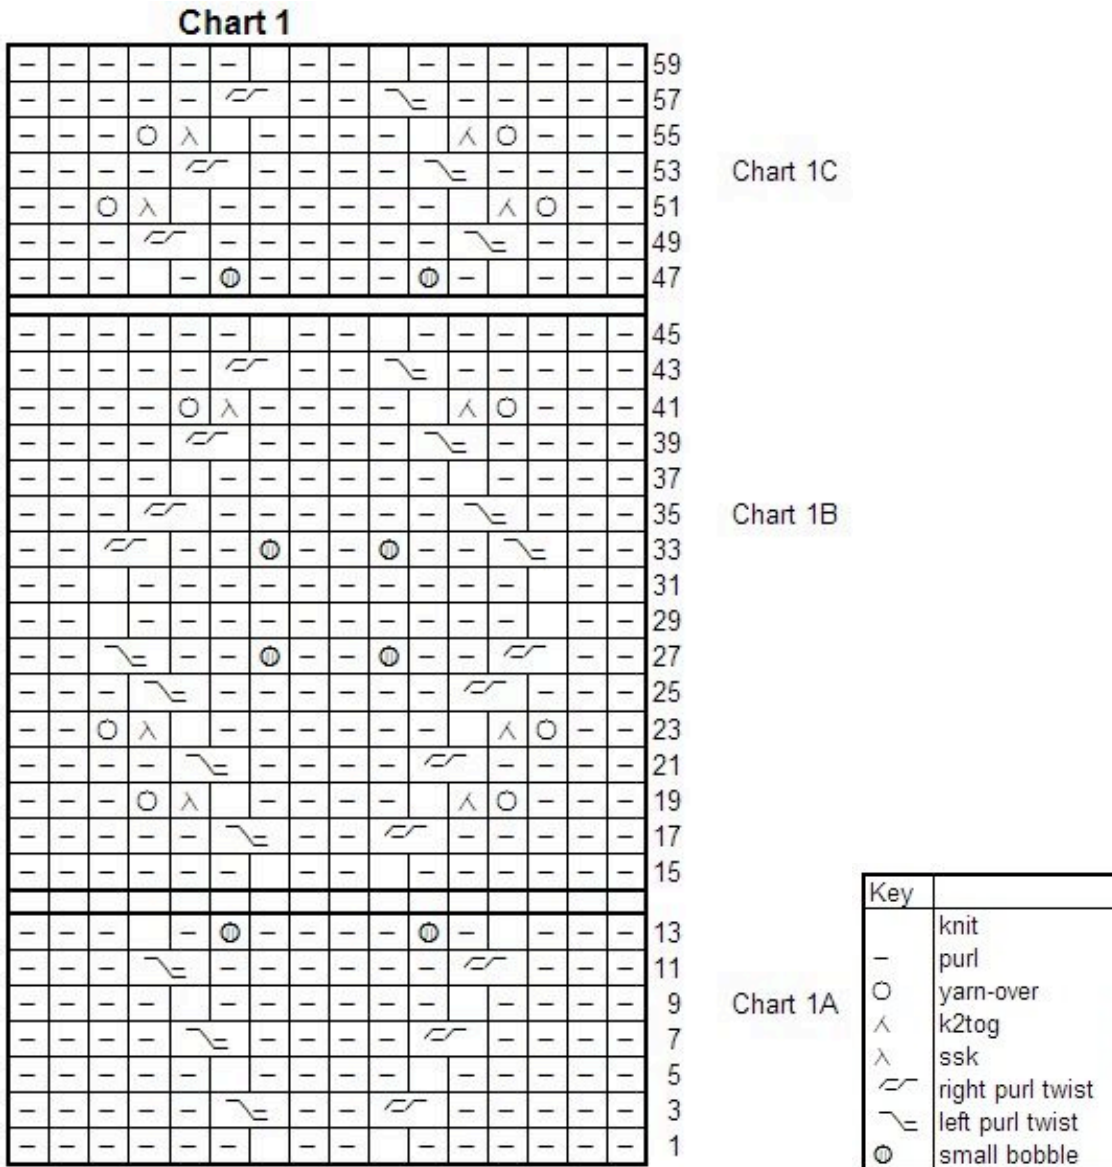 Chart 1
59
57
55
53 Chart 1C
51
49
47
45
43
41
39
37
35 Chart 1B
33
31
29
27
25
23
21
19
17
15
13
11
9 Chart 1A
7
5
3
1
Key
knit
purl
yarn-over
k2tog
ssk
right purl twist
left purl twist
small bobble